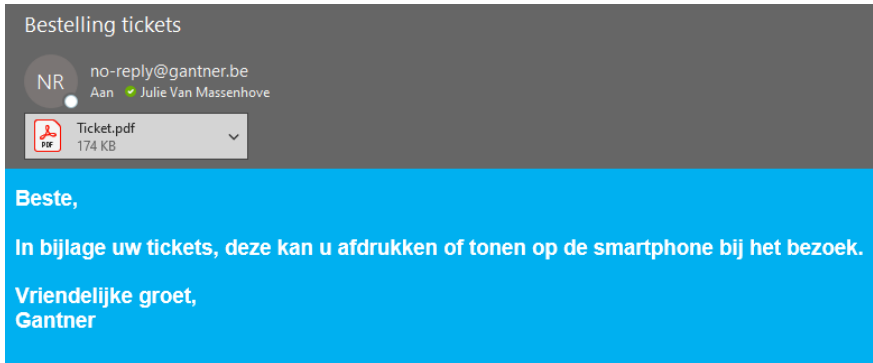 Bestelling tickets
NR
no-reply@gantner.be
Aan Julie Van Massenhove
PDF
Ticket.pdf
174 KB
Beste,
In bijlage uw tickets, deze kan u afdrukken of tonen op de smartphone bij het bezoek.
Vriendelijke groet,
Gantner